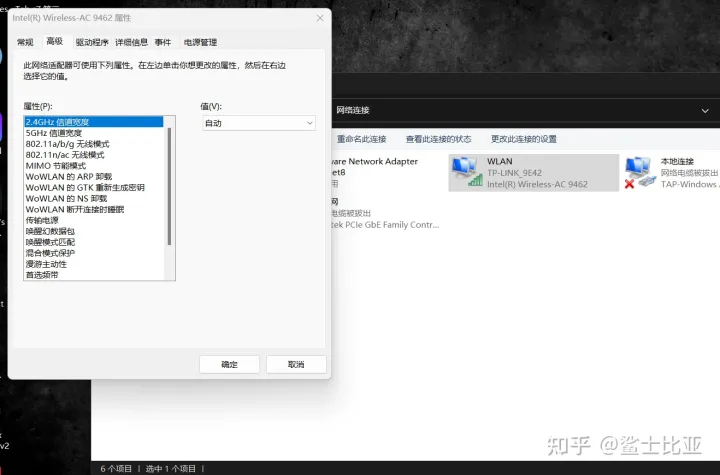 Intel(R) Wireless-AC 9462 属性
常规 高级 驱动程序 详细信息 事件 电源管理
此网络适配器可使用下列属性。在左边单击你想更改的属性，然后在右边
选择它的值。
属性(P):
值(V):
2.4GHz 信道宽度
自动
5GHz 信道宽度
802.11a/b/g 无线模式
802.11n/ac 无线模式
MIMO 节能模式
WoWLAN 的 ARP 卸载
WoWLAN 的 GTK 重新生成密钥
WoWLAN 的 NS 卸载
WoWLAN 断开连接时睡眠
传输电源
唤醒幻数据包
唤醒模式匹配
混合模式保护
漫游主动性
首选频带
确定 取消
网络连接
重命名此连接 查看此连接的状态 更改此连接的设置
ware Network Adapter
net8
用
网
电缆被拔出
tek PCIe GbE Family Contr...
WLAN
TP-LINK_9E42
Intel(R) Wireless-AC 9462
本地连接
网络电缆被拔出
TAP-Windows A
6 个项目 | 选中 1 个项目 |
v2
知乎 @鲨士比亚